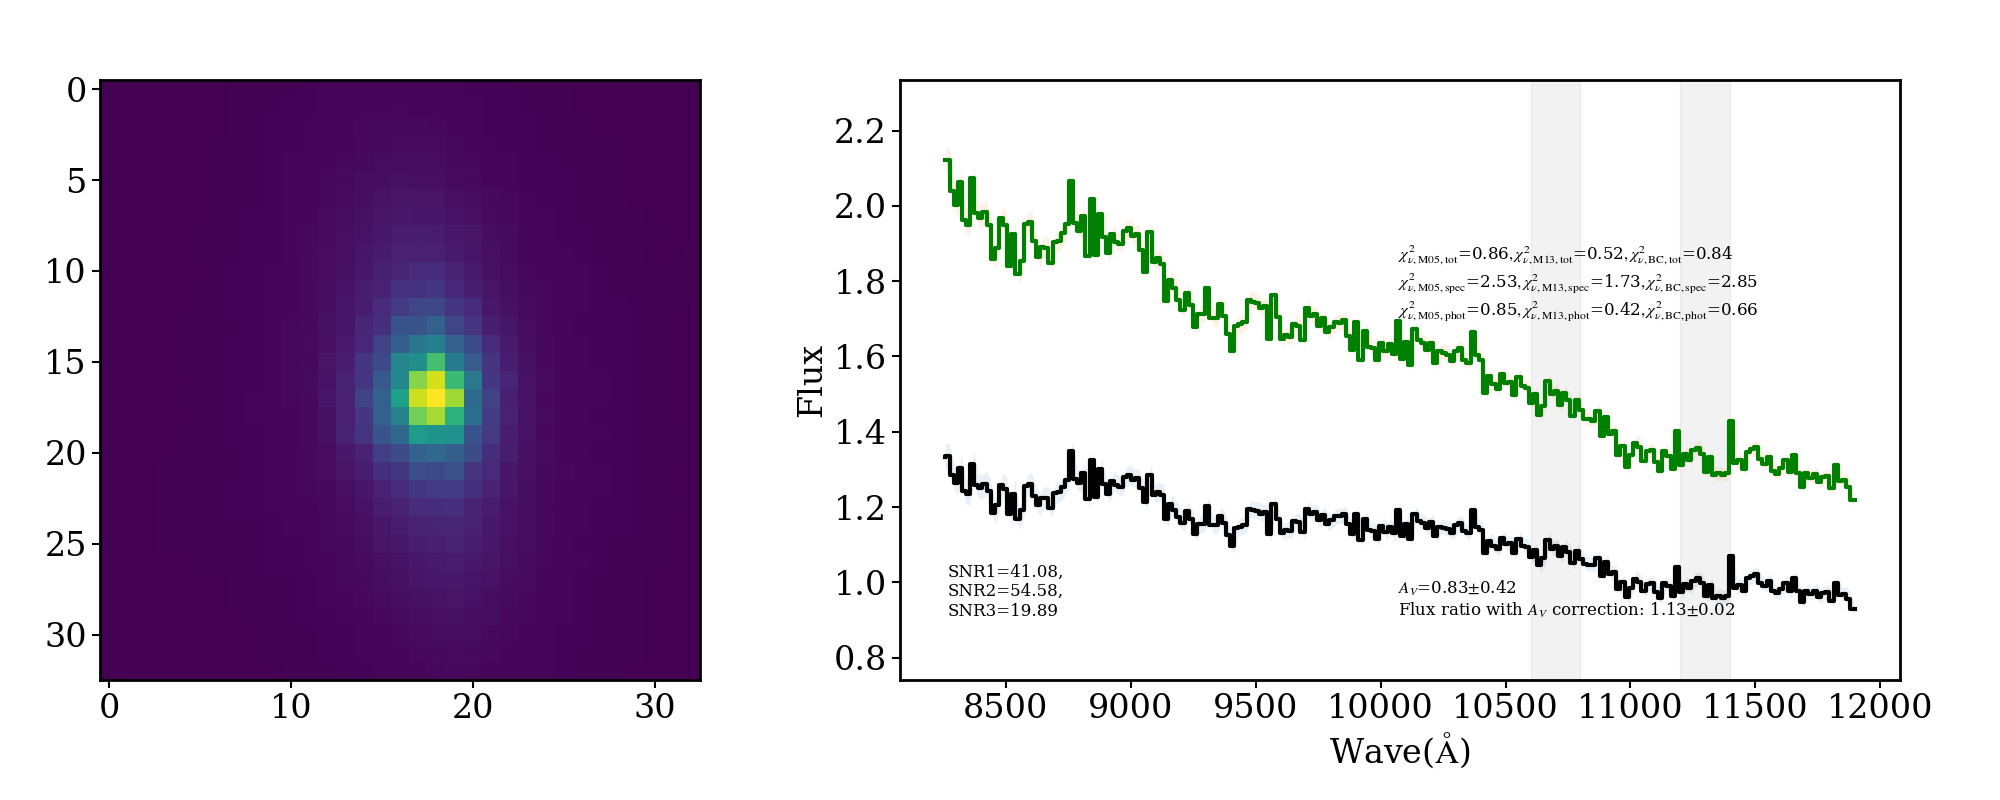 0
5
10
15
20
25
30
0 10 20 30
Flux
2.2
2.0
1.8
1.6
1.4
1.2
1.0
0.8
χ²ν,M05,tot=0.86,χ²ν,M13,tot=0.52,χ²ν,BC,tot=0.84
χ²ν,M05,spec=2.53,χ²ν,M13,spec=1.73,χ²ν,BC,spec=2.85
χ²ν,M05,phot=0.85,χ²ν,M13,phot=0.42,χ²ν,BC,phot=0.66
SNR1=41.08,
SNR2=54.58,
SNR3=19.89
AV=0.83±0.42
Flux ratio with AV correction: 1.13±0.02
8500 9000 9500 10000 10500 11000 11500 12000
Wave(Å)